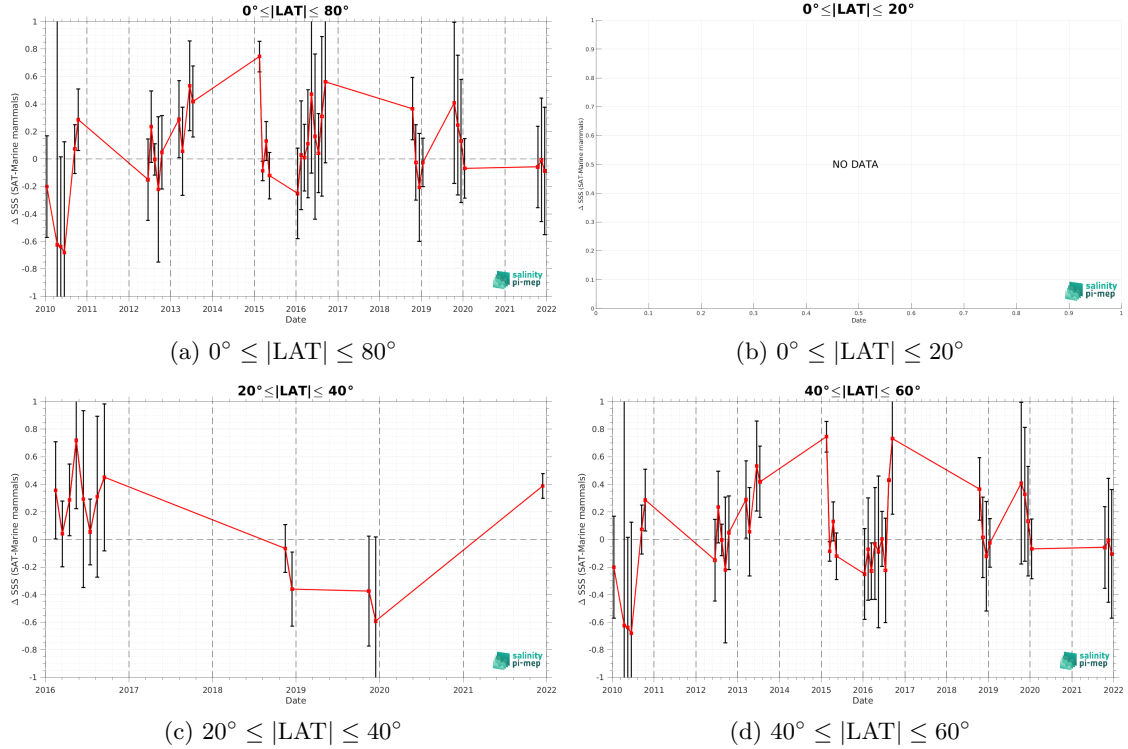 0°≤|LAT|≤ 80°
Δ SSS (SAT-Marine mammals)
1
0.8
0.6
0.4
0.2
0
-0.2
-0.4
-0.6
-0.8
-1
2010 2011 2012 2013 2014 2015 2016 2017 2018 2019 2020 2021 2022
Date
salinity
pi-mep
(a) 0° ≤ |LAT| ≤ 80°
0°≤|LAT|≤ 20°
Δ SSS (SAT-Marine mammals)
1
0.9
0.8
0.7
0.6
0.5
0.4
0.3
0.2
0.1
0
NO DATA
0 0.1 0.2 0.3 0.4 0.5 0.6 0.7 0.8 0.9 1
Date
salinity
pi-mep
(b) 0° ≤ |LAT| ≤ 20°
20°≤|LAT|≤ 40°
Δ SSS (SAT-Marine mammals)
1
0.8
0.6
0.4
0.2
0
-0.2
-0.4
-0.6
-0.8
-1
2016 2017 2018 2019 2020 2021 2022
Date
salinity
pi-mep
(c) 20° ≤ |LAT| ≤ 40°
40°≤|LAT|≤ 60°
Δ SSS (SAT-Marine mammals)
1
0.8
0.6
0.4
0.2
0
-0.2
-0.4
-0.6
-0.8
-1
2010 2011 2012 2013 2014 2015 2016 2017 2018 2019 2020 2021 2022
Date
salinity
pi-mep
(d) 40° ≤ |LAT| ≤ 60°